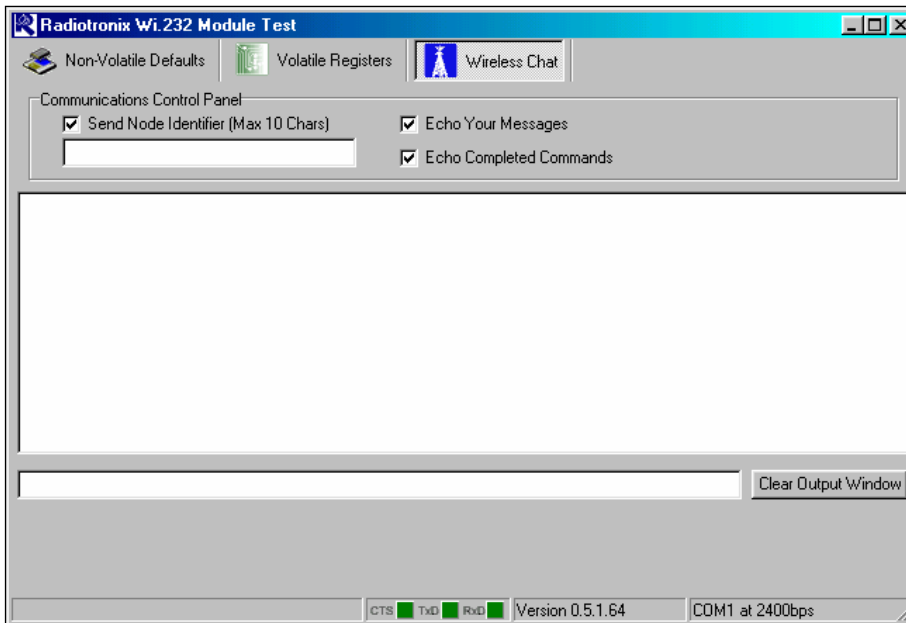 Radiotronix Wi.232 Module Test
Non-Volatile Defaults Volatile Registers Wireless Chat
Communications Control Panel
Send Node Identifier (Max 10 Chars) Echo Your Messages
Echo Completed Commands
Clear Output Window
CTS TxD RxD Version 0.5.1.64 COM1 at 2400bps